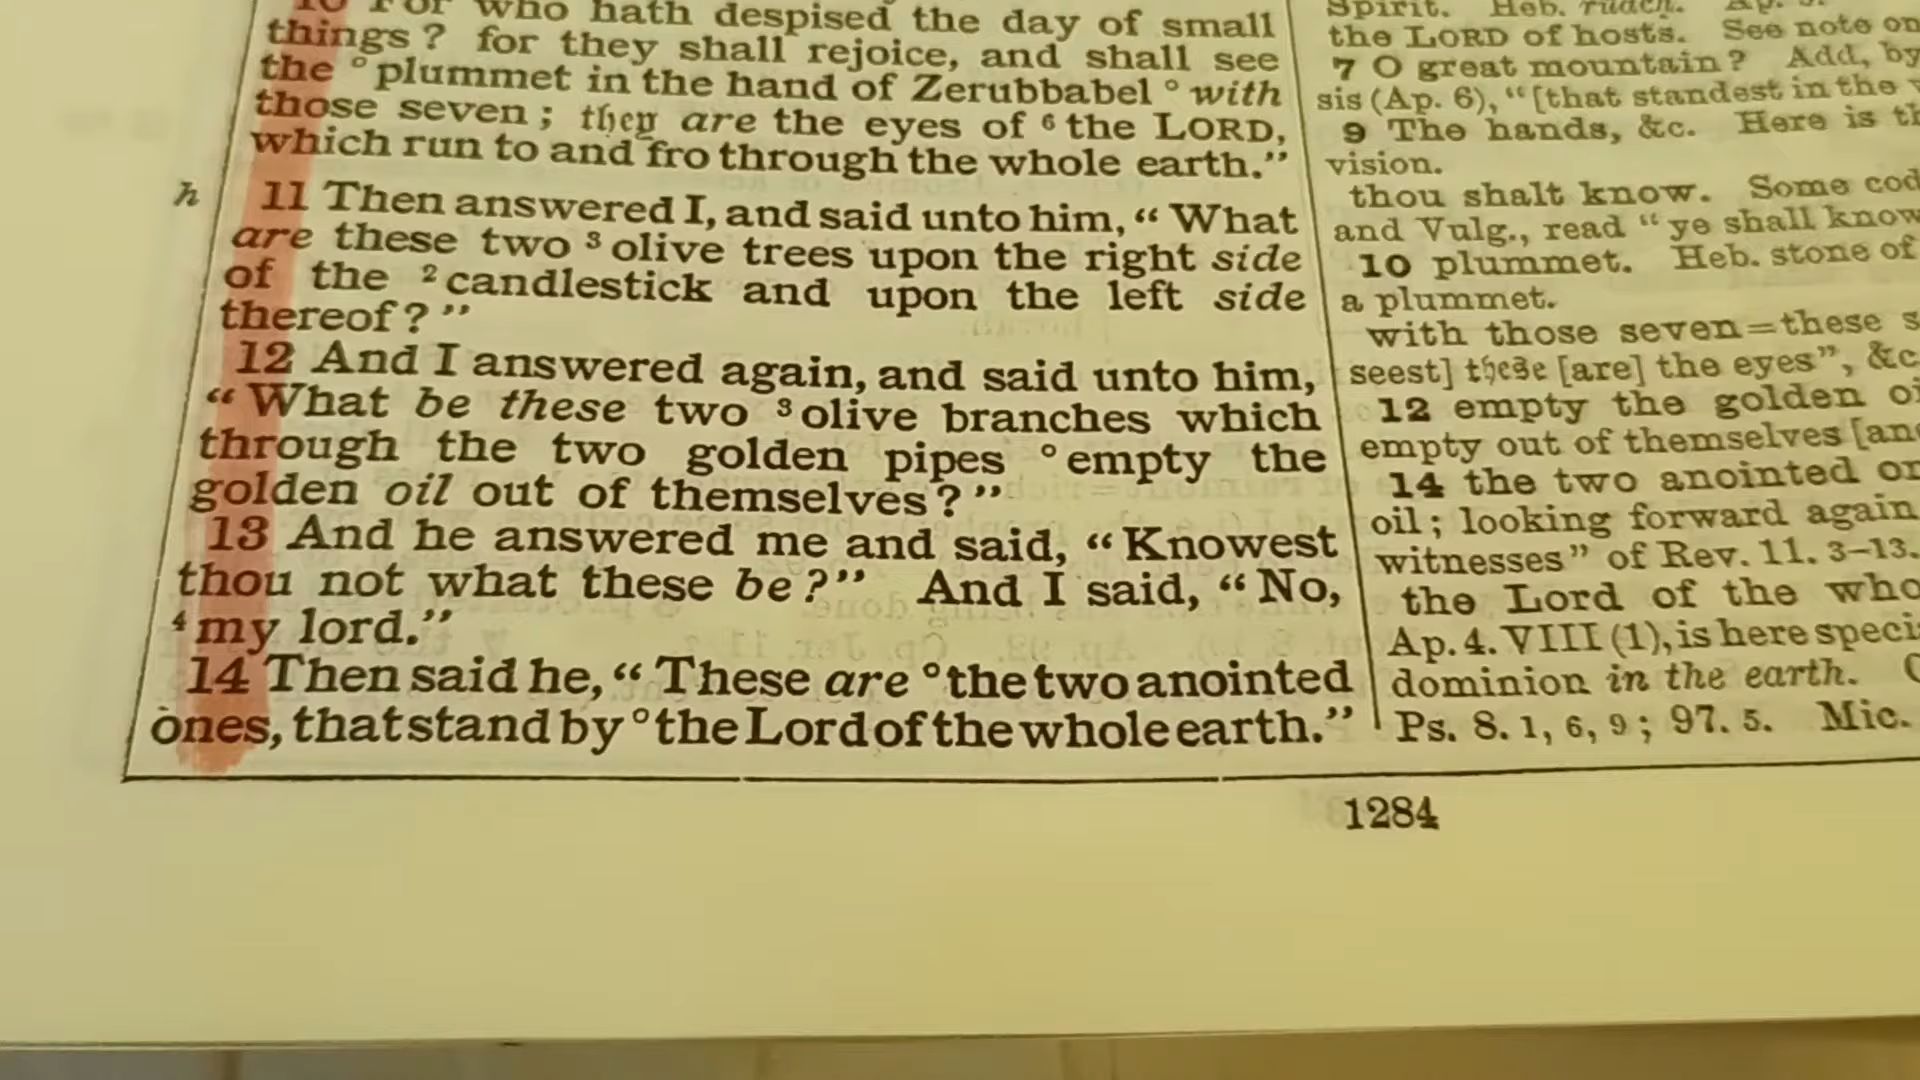 10 For who hath despised the day of small
things? for they shall rejoice, and shall see
the °plummet in the hand of Zerubbabel °with
those seven; they are the eyes of ⁶the LORD,
which run to and fro through the whole earth.”
h 11 Then answered I, and said unto him, “What
are these two ³olive trees upon the right side
of the ²candlestick and upon the left side
thereof?”
12 And I answered again, and said unto him,
“What be these two ³olive branches which
through the two golden pipes °empty the
golden oil out of themselves?”
13 And he answered me and said, “Knowest
thou not what these be?” And I said, “No,
⁴my lord.”
14 Then said he, “These are °the two anointed
ones, that stand by °the Lord of the whole earth.”
Spirit. Heb. ruach. Ap.
the LORD of hosts. See note on
7 O great mountain? Add, by
sis (Ap. 6), “[that standest in the
9 The hands, &c. Here is
vision.
thou shalt know. Some cod
and Vulg., read “ye shall know
10 plummet. Heb. stone of
a plummet.
with those seven=these s
seest] these [are] the eyes”, &c
12 empty the golden
empty out of themselves [and
14 the two anointed
oil; looking forward again
witnesses” of Rev. 11. 3–13.
the Lord of the who
Ap. 4. VIII (1), is here speci
dominion in the earth.
Ps. 8. 1, 6, 9; 97. 5. Mic.
1284